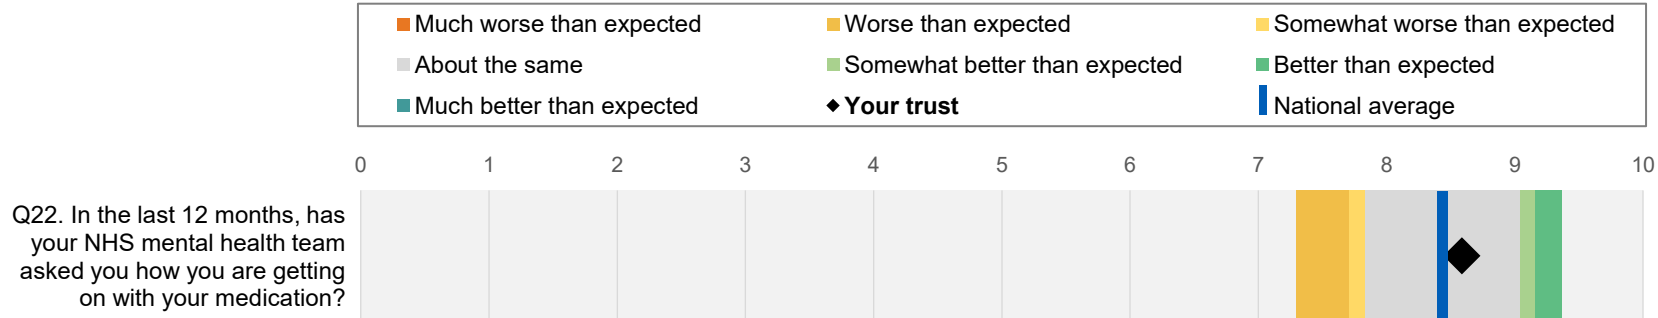 Much worse than expected
Worse than expected
Somewhat worse than expected
About the same
Somewhat better than expected
Better than expected
Much better than expected
Your trust
National average
0 1 2 3 4 5 6 7 8 9 10
Q22. In the last 12 months, has
your NHS mental health team
asked you how you are getting
on with your medication?